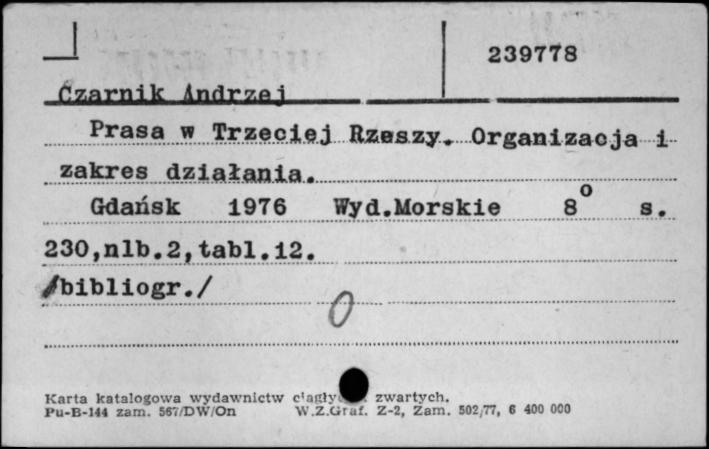 239778
Czarnik Andrzej
Prasa w Trzeciej Rzeszy. Organizacja i
zakres działania.
Gdańsk 1976 Wyd.Morskie 8° s.
230,nlb.2,tabl.12.
/bibliogr./
0
Karta katalogowa wydawnictw zwartych.
Pu-B-144 zam. 567/DW/On W.Z.Graf. Z-2, Zam. 502/77, 6 400 000